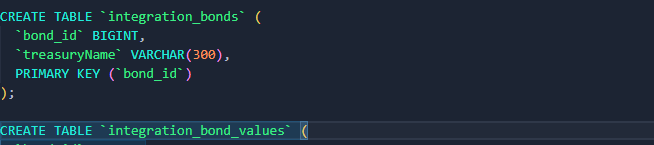 CREATE TABLE `integration_bonds` (
`bond_id` BIGINT,
`treasuryName` VARCHAR(300),
PRIMARY KEY (`bond_id`)
);
CREATE TABLE `integration_bond_values` (